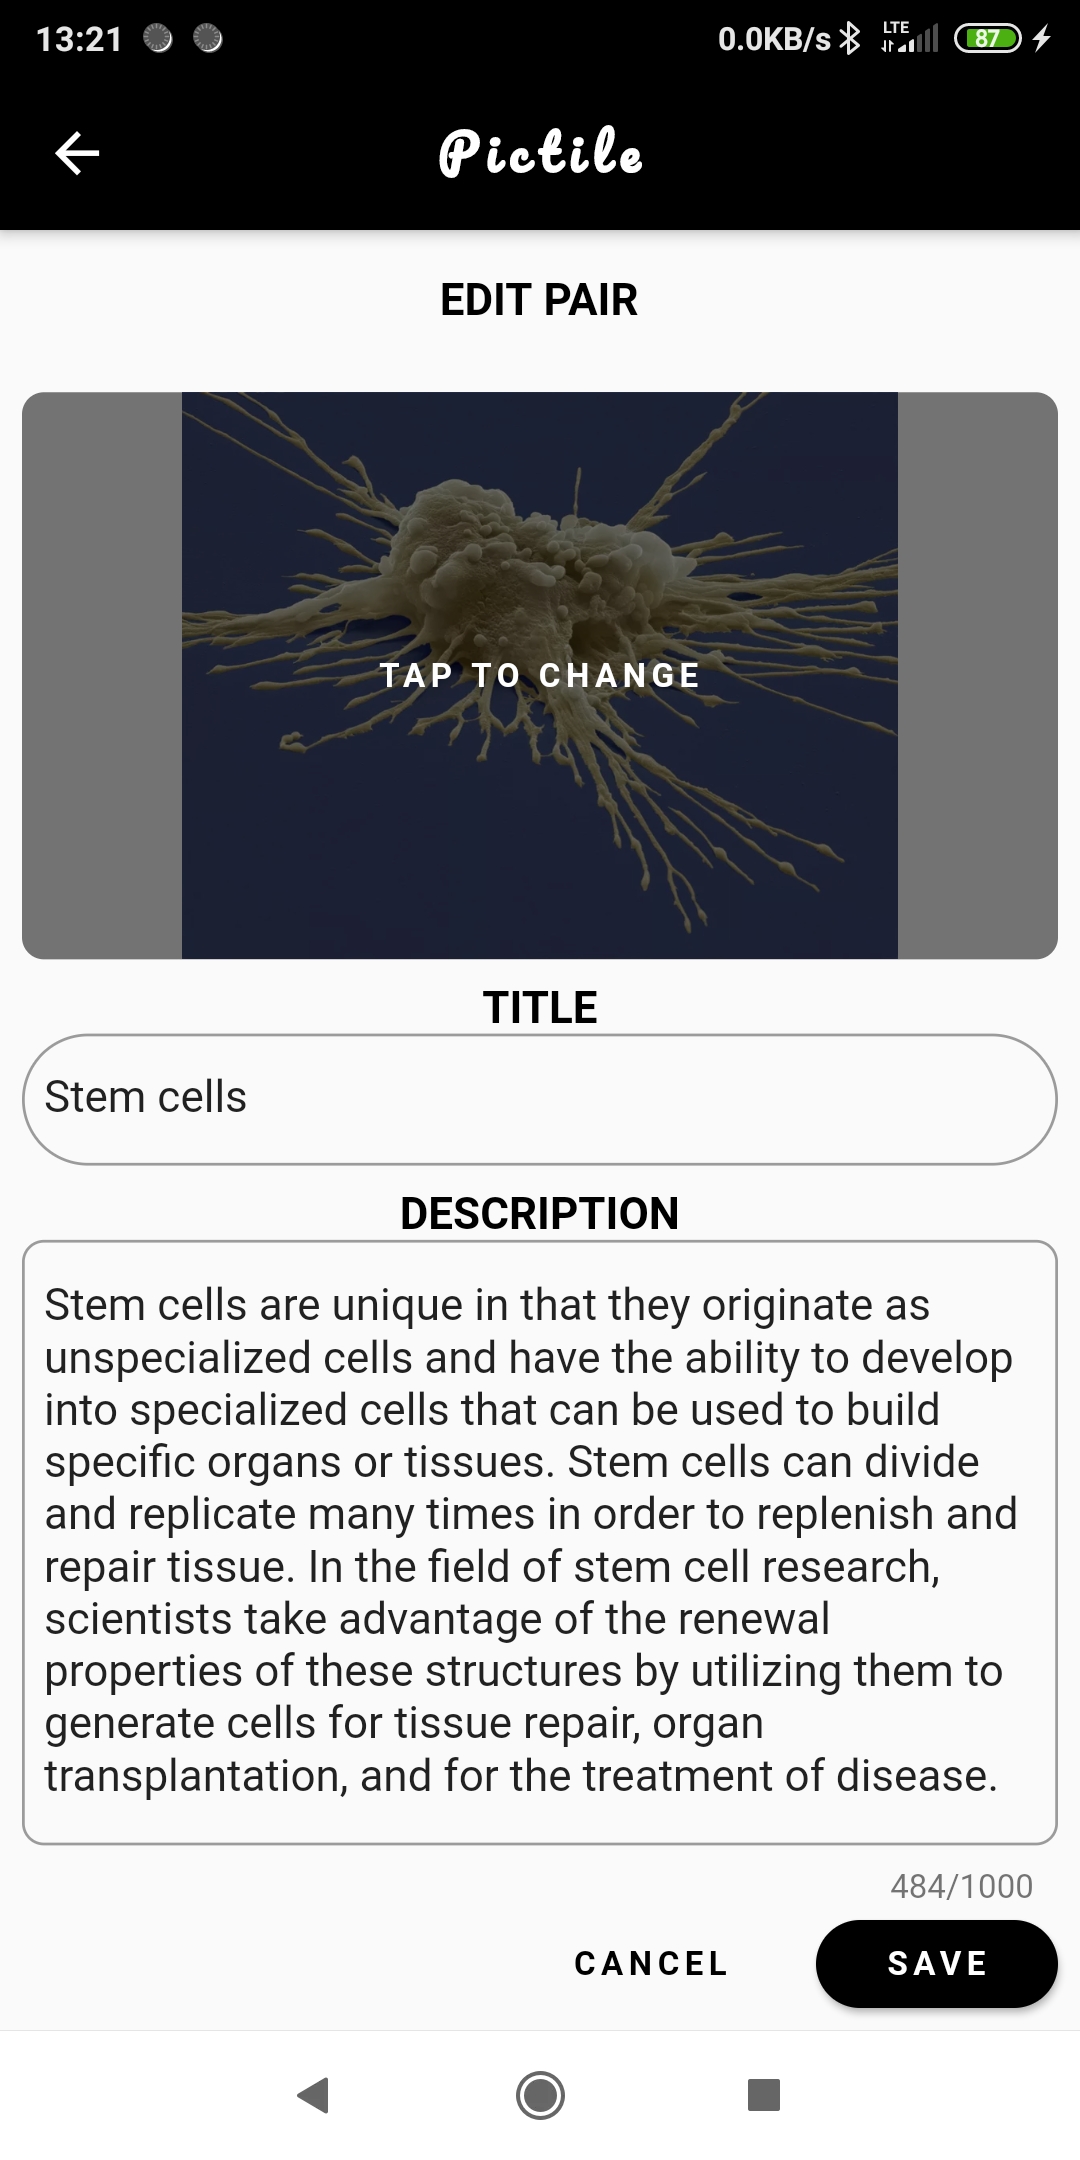 13:21 0.0KB/s LTE 87
Pictile
EDIT PAIR
TAP TO CHANGE
TITLE
Stem cells
DESCRIPTION
Stem cells are unique in that they originate as
unspecialized cells and have the ability to develop
into specialized cells that can be used to build
specific organs or tissues. Stem cells can divide
and replicate many times in order to replenish and
repair tissue. In the field of stem cell research,
scientists take advantage of the renewal
properties of these structures by utilizing them to
generate cells for tissue repair, organ
transplantation, and for the treatment of disease.
484/1000
CANCEL SAVE